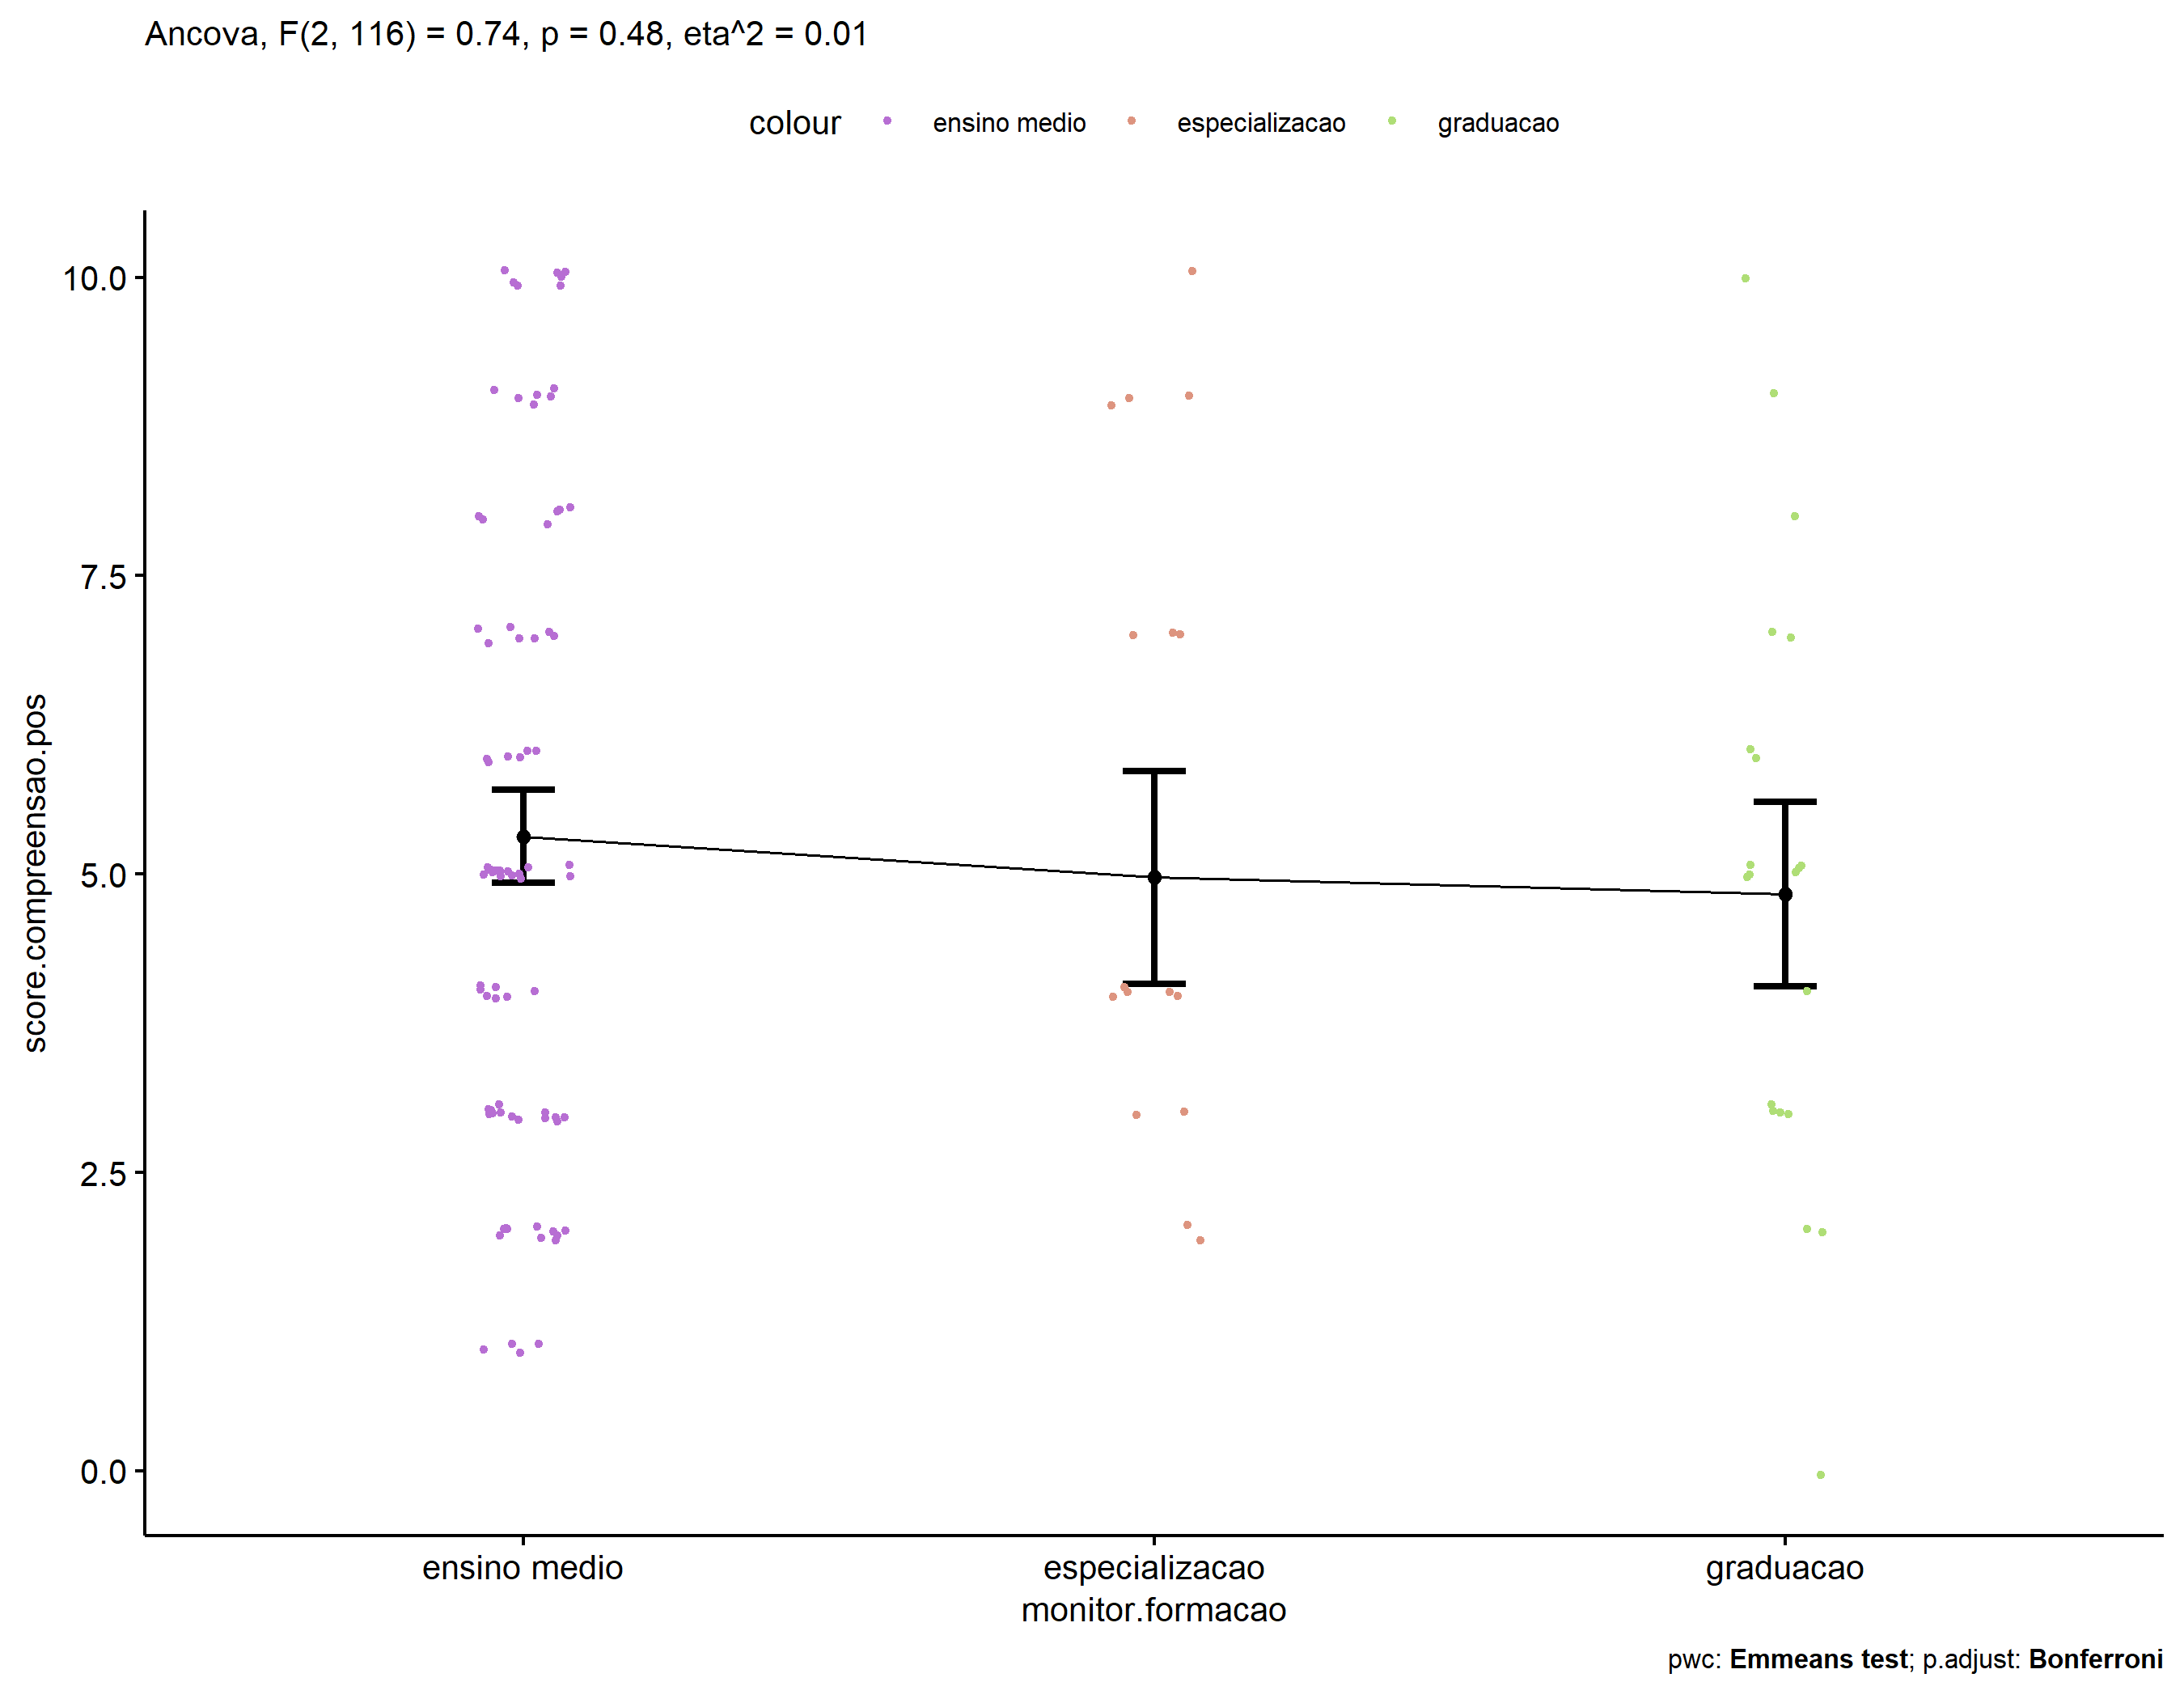 Ancova, F(2, 116) = 0.74, p = 0.48, eta^2 = 0.01
colour ensino medio especializacao graduacao
score.compreensao.pos
10.0
7.5
5.0
2.5
0.0
ensino medio especializacao graduacao
monitor.formacao
pwc: Emmeans test; p.adjust: Bonferroni